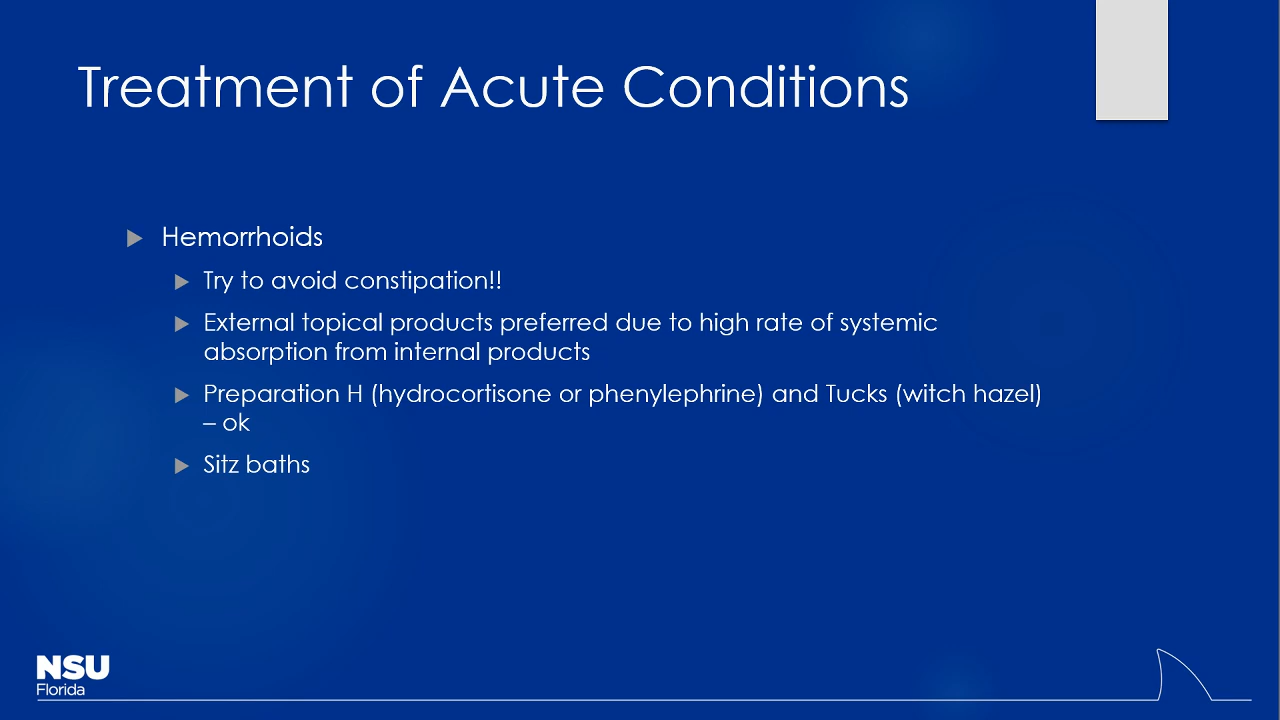 Treatment of Acute Conditions
Hemorrhoids
Try to avoid constipation!!
External topical products preferred due to high rate of systemic
absorption from internal products
Preparation H (hydrocortisone or phenylephrine) and Tucks (witch hazel)
– ok
Sitz baths
NSU
Florida